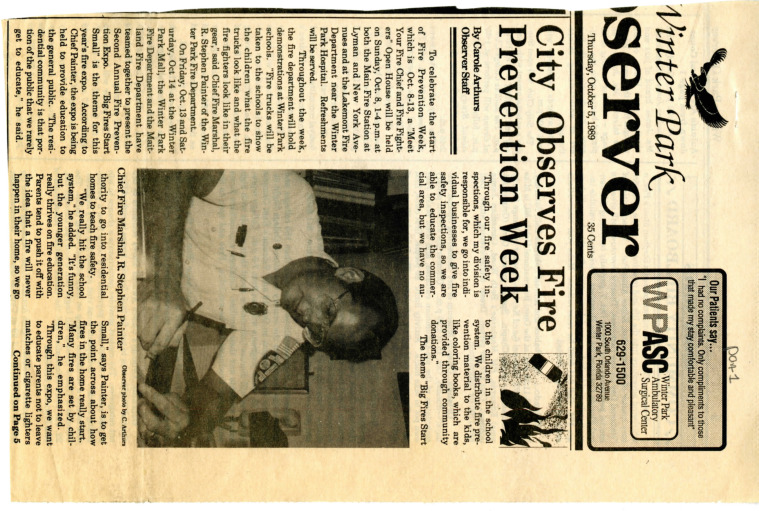 Winter Park
server
Thursday, October 5, 1989
35 Cents
DOA-1
Our Patients say...
"I had no complaints. Only compliments to those
that made my stay comfortable and pleasant"
WPASC
Winter Park
Ambulatory
Surgical Center
629-1500
1000 South Orlando Avenue
Winter Park, Florida 32789
City Observes Fire
Prevention Week
By Carole Arthurs
Observer Staff
To celebrate the start
of Fire Prevention Week,
which is Oct. 8-13, a "Meet
Your Fire Chief and Fire Fight-
ers" Open House will be held
on Sunday, Oct. 8, 1-4 p.m. at
both the Main Fire Station at
Lyman and New York Ave-
nues and at the Lakemont Fire
Department near the Winter
Park Hospital. Refreshments
will be served.
Throughout the week,
the fire department will hold
demonstrations at Winter Park
schools. "Fire trucks will be
taken to the schools to show
the children what the fire
trucks look like and what the
fire fighters look like in their
gear," said Chief Fire Marshal,
R. Stephen Painter of the Win-
ter Park Fire Department.
On Friday Oct. 13 and Sat-
urday, Oct. 14 at the Winter
Park Mall, the Winter Park
Fire Department and the Mait-
land Fire Department have
teamed together to present the
Second Annual Fire Preven-
tion Expo. "Big Fires Start
Small" is the theme for this
year's fire expo. According to
Chief Painter, the expo is being
held to provide education to
the general public. "The resi-
dential community is that por-
tion of the public that we rarely
get to educate," he said.
"Through our fire safety in-
spections, which my division is
responsible for, we go into indi-
vidual businesses to give fire
safety inspections, so we are
able to educate the commer-
cial area, but we have no au-
Chief Fire Marshal, R. Stephen Painter
Observer photo by C. Arthurs
thority to go into residential
homes to teach fire safety.
"We really hit the school
system," he added. "It's funny,
but the younger generation
really thrives on fire education.
Parents tend to push it off with
the idea that a fire will never
happen in their home, so we go
to the children in the school
system. We distribute fire pre-
vention material to the kids,
like coloring books, which are
provided through community
donations."
The Theme "Big Fires Start
Small," says Painter, is to get
the point across about how
fires in the home really start.
"Many fires are set by chil-
dren," he emphasized.
"Through this expo, we want
to educate parents not to leave
matches or cigarette lighters
Continued on Page 5